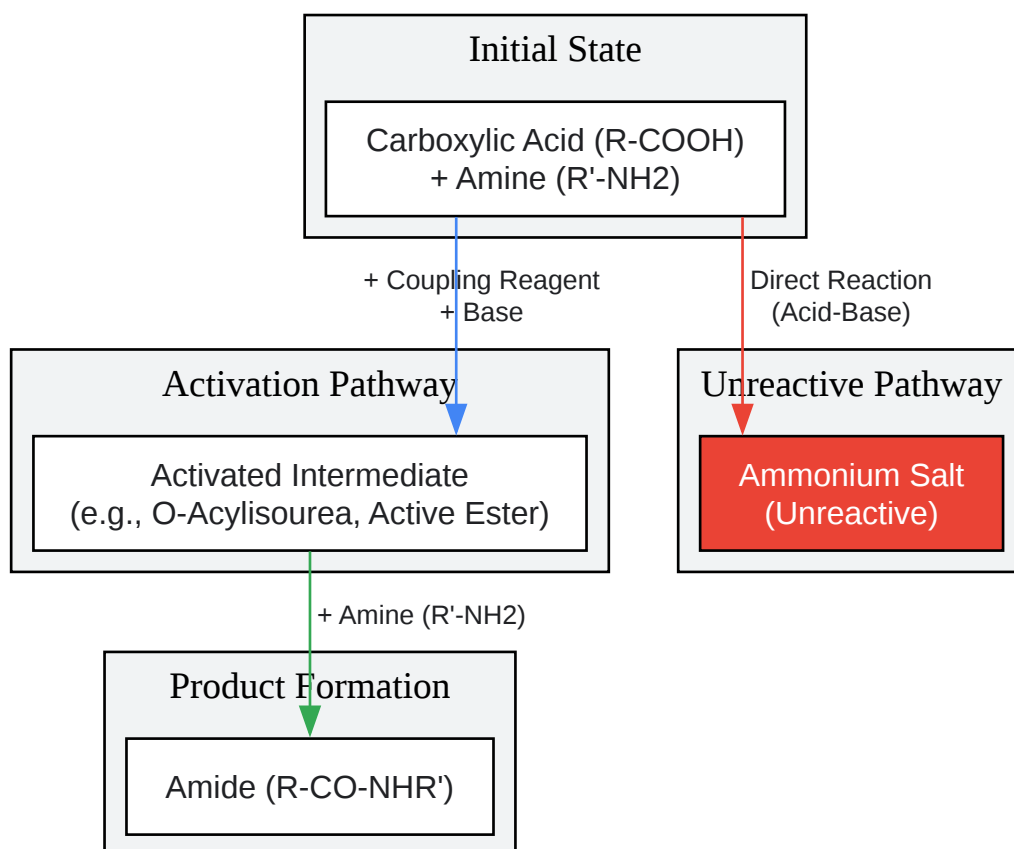 Initial State
Carboxylic Acid (R-COOH)
+ Amine (R'-NH2)
+ Coupling Reagent
+ Base
Direct Reaction
(Acid-Base)
Activation Pathway
Activated Intermediate
(e.g., O-Acylisourea, Active Ester)
Unreactive Pathway
Ammonium Salt
(Unreactive)
+ Amine (R'-NH2)
Product Formation
Amide (R-CO-NHR')